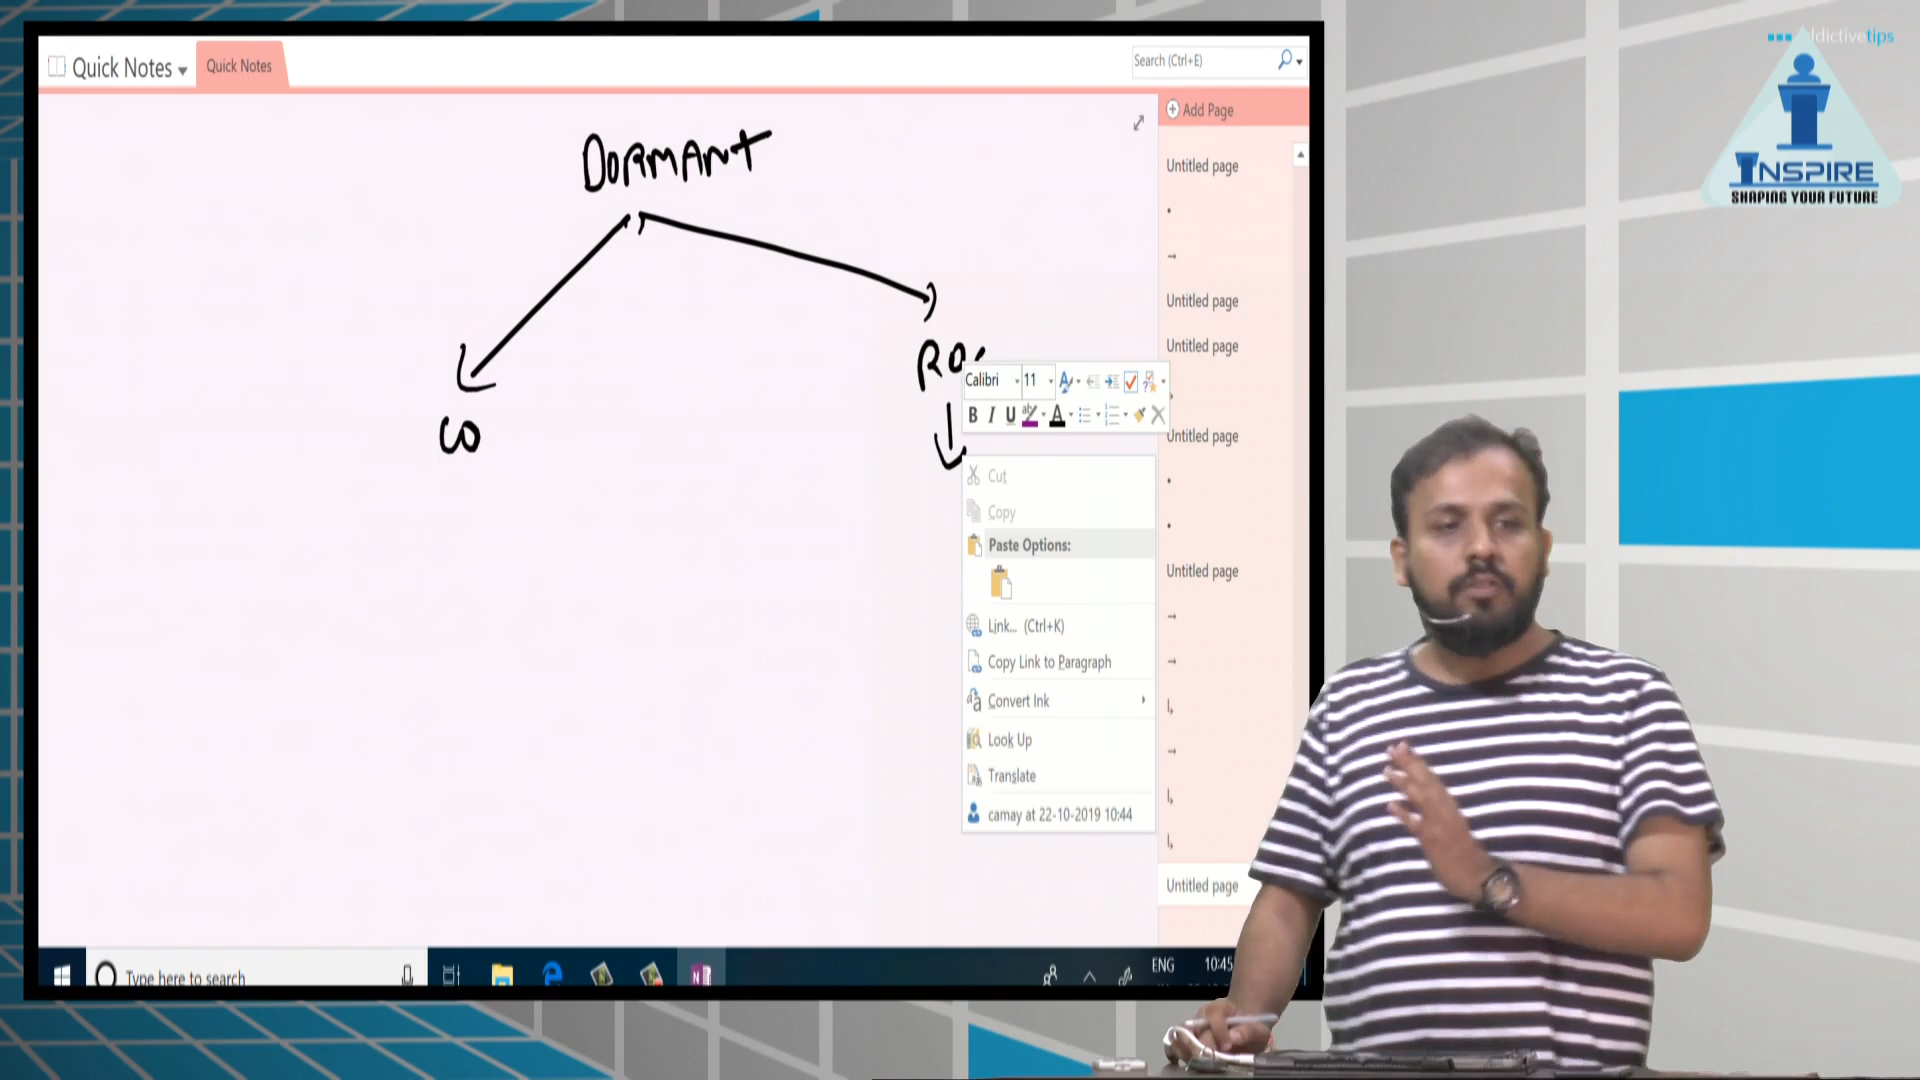 Quick Notes
Quick Notes
Search (Ctrl+E)
dictivetips
INSPIRE
SHAPING YOUR FUTURE
Add Page
DORMANT
CO
Untitled page
Untitled page
Untitled page
Untitled page
Untitled page
Untitled page
Calibri 11
B I U
Cut
Copy
Paste Options:
Link... (Ctrl+K)
Copy Link to Paragraph
Convert Ink
Look Up
Translate
camay at 22-10-2019 10:44
Type here to search
ENG 10:45